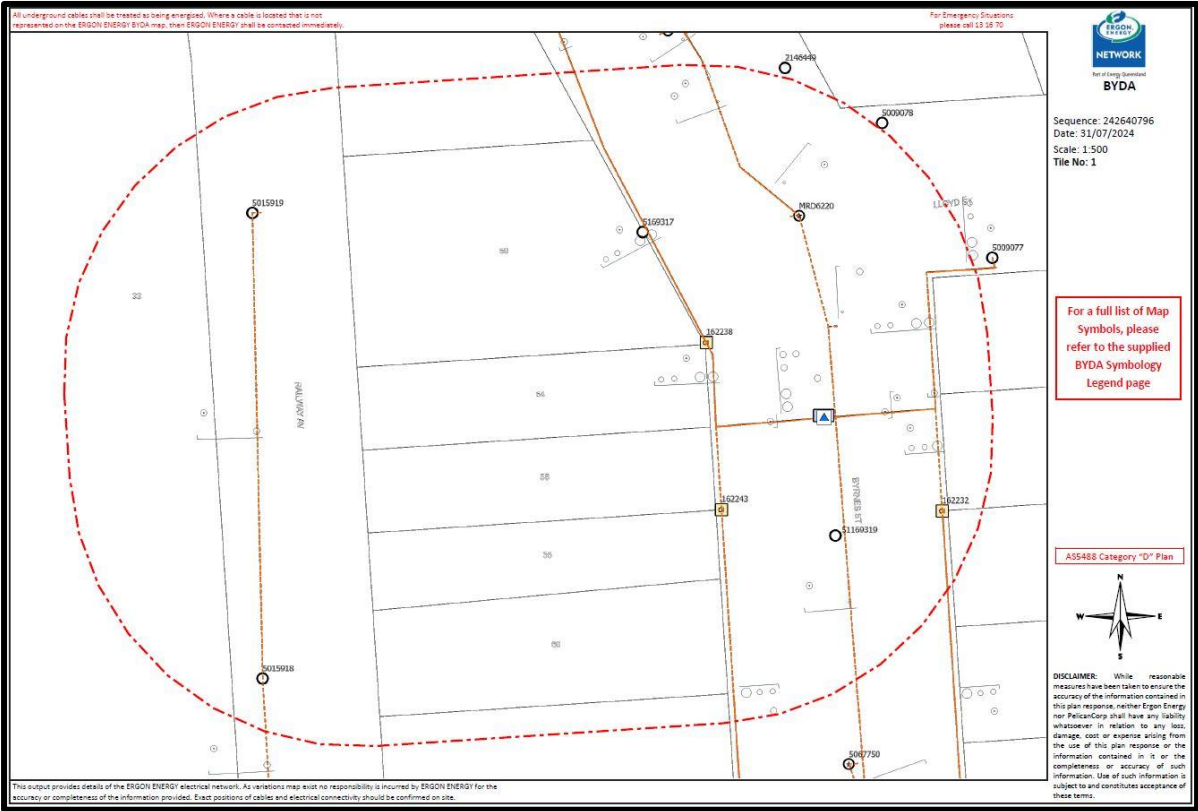 All underground cables shall be treated as being energised. Where a cable is located that is not
represented on the ERGON ENERGY BYDA map, then ERGON ENERGY shall be contacted immediately.
For Emergency Situations
please call 13 16 70
ERGON
ENERGY
NETWORK
Part of Energy Queensland
BYDA
Sequence: 242640796
Date: 31/07/2024
Scale: 1:500
Tile No: 1
2146449
5009078
5015919
MRD6220
LLOYD ST
5169317
5009077
50
33
For a full list of Map
Symbols, please
refer to the supplied
BYDA Symbology
Legend page
162238
RAILWAY AV
54
58
BYRNES ST
162243
162232
51169319
56
AS5488 Category "D" Plan
N
W
E
S
60
5015918
5067750
DISCLAIMER: While reasonable
measures have been taken to ensure the
accuracy of the information contained in
this plan response, neither Ergon Energy
nor PelicanCorp shall have any liability
whatsoever in relation to any loss,
damage, cost or expense arising from
the use of this plan response or the
information contained in it or the
completeness or accuracy of such
information. Use of such information is
subject to and constitutes acceptance of
these terms.
This output provides details of the ERGON ENERGY electrical network. As variations map exist no responsibility is incurred by ERGON ENERGY for the
accuracy or completeness of the information provided. Exact positions of cables and electrical connectivity should be confirmed on site.